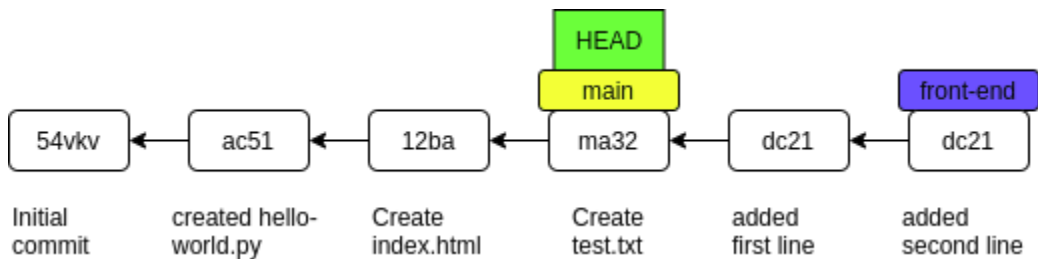 HEAD
main
front-end
54vkv
ac51
12ba
ma32
dc21
dc21
Initial
commit
created hello-
world.py
Create
index.html
Create
test.txt
added
first line
added
second line